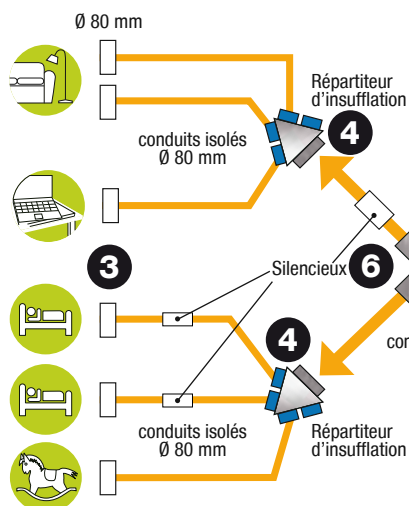 Ø 80 mm
Répartiteur
d'insufflation
4
conduits isolés
Ø 80 mm
3
Silencieux
6
4
con
conduits isolés
Ø 80 mm
Répartiteur
d'insufflation